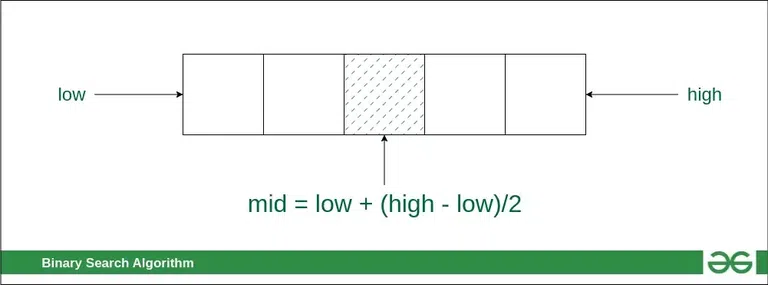 low
high
mid = low + (high - low)/2
Binary Search Algorithm